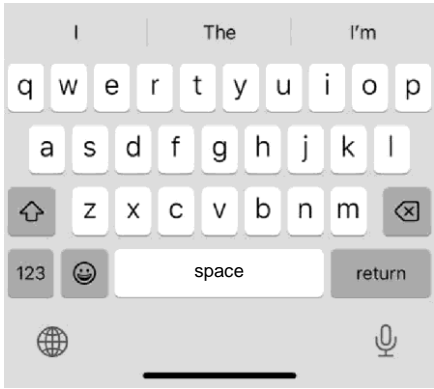 I The I'm
q w e r t y u i o p
a s d f g h j k l
z x c v b n m
123 space return